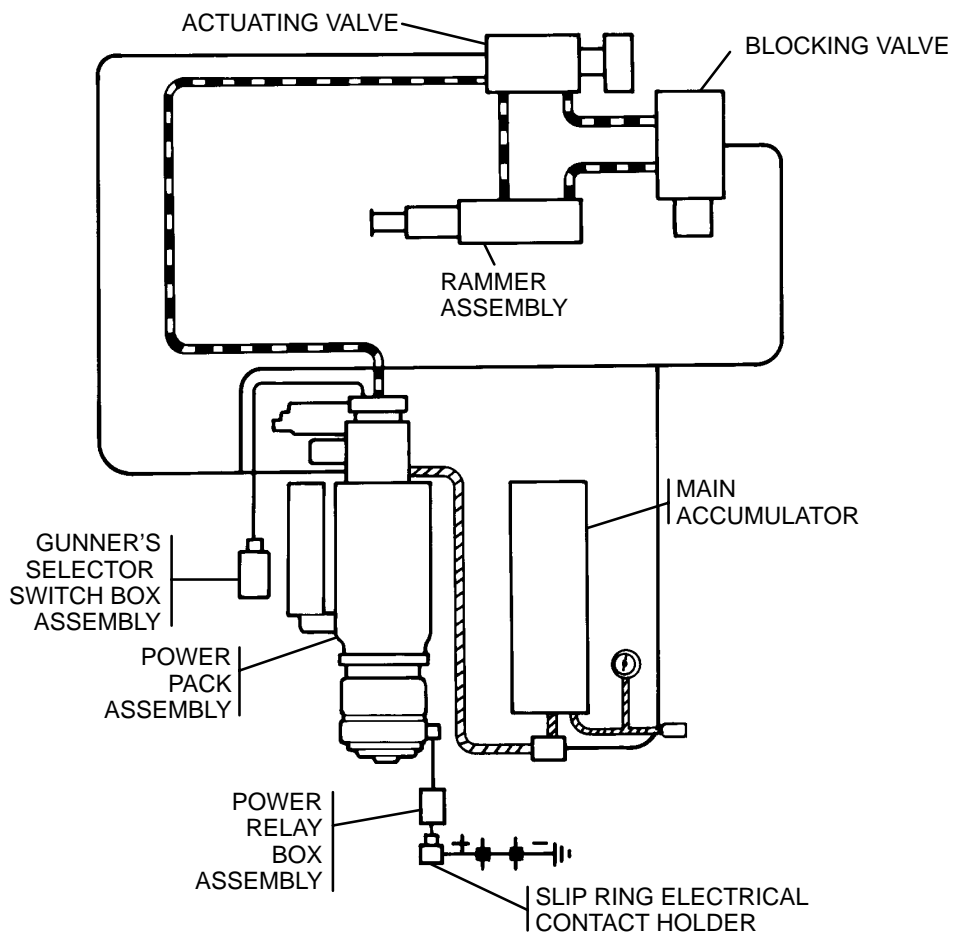 ACTUATING VALVE
BLOCKING VALVE
RAMMER
ASSEMBLY
MAIN
ACCUMULATOR
GUNNER'S
SELECTOR
SWITCH BOX
ASSEMBLY
POWER
PACK
ASSEMBLY
POWER
RELAY
BOX
ASSEMBLY
+ −
SLIP RING ELECTRICAL
CONTACT HOLDER